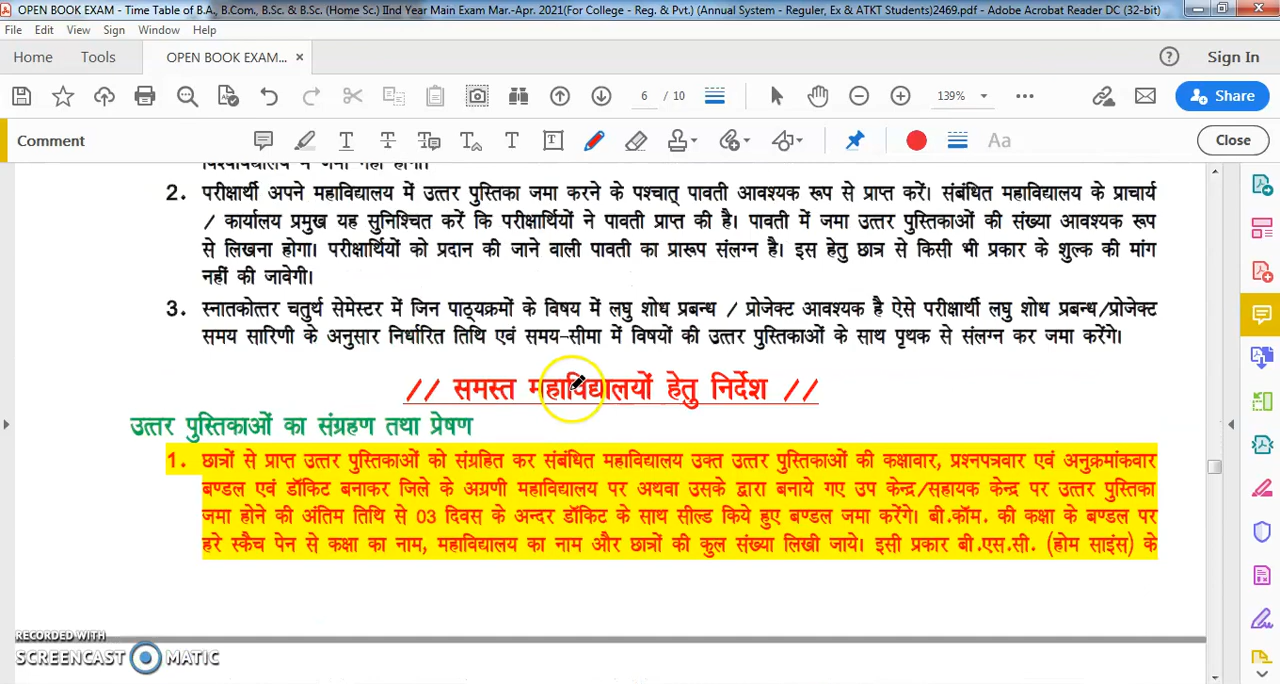 OPEN BOOK EXAM - Time Table of B.A., B.Com., B.Sc. & B.Sc. (Home Sc.) IInd Year Main Exam Mar.-Apr. 2021(For College - Reg. & Pvt.) (Annual System - Reguler, Ex & ATKT Students)2469.pdf - Adobe Acrobat Reader DC (32-bit)
File Edit View Sign Window Help
Home Tools OPEN BOOK EXAM... × Sign In
6 / 10 139% Share
Comment Aa Close
2. परीक्षार्थी अपने महाविद्यालय में उत्तर पुस्तिका जमा करने के पश्चात् पावती आवश्यक रूप से प्राप्त करें। संबंधित महाविद्यालय के प्राचार्य
/ कार्यालय प्रमुख यह सुनिश्चित करें कि परीक्षार्थियों ने पावती प्राप्त की है। पावती में जमा उत्तर पुस्तिकाओं की संख्या आवश्यक रूप
से लिखना होगा। परीक्षार्थियों को प्रदान की जाने वाली पावती का प्रारूप संलग्न है। इस हेतु छात्र से किसी भी प्रकार के शुल्क की मांग
नहीं की जावेगी।
3. स्नातकोत्तर चतुर्थ सेमेस्टर में जिन पाठ्यक्रमों के विषय में लघु शोध प्रबन्ध / प्रोजेक्ट आवश्यक है ऐसे परीक्षार्थी लघु शोध प्रबन्ध/प्रोजेक्ट
समय सारिणी के अनुसार निर्धारित तिथि एवं समय-सीमा में विषयों की उत्तर पुस्तिकाओं के साथ पृथक से संलग्न कर जमा करेंगे।
// समस्त महाविद्यालयों हेतु निर्देश //
उत्तर पुस्तिकाओं का संग्रहण तथा प्रेषण
1. छात्रों से प्राप्त उत्तर पुस्तिकाओं को संग्रहित कर संबंधित महाविद्यालय उक्त उत्तर पुस्तिकाओं की कक्षावार, प्रश्नपत्रवार एवं अनुक्रमांकवार
बण्डल एवं डॉकिट बनाकर जिले के अग्रणी महाविद्यालय पर अथवा उसके द्वारा बनाये गए उप केन्द्र/सहायक केन्द्र पर उत्तर पुस्तिका
जमा होने की अंतिम तिथि से 03 दिवस के अन्दर डॉकिट के साथ सील्ड किये हुए बण्डल जमा करेंगे। बी.कॉम. की कक्षा के बण्डल पर
हरे स्कैच पेन से कक्षा का नाम, महाविद्यालय का नाम और छात्रों की कुल संख्या लिखी जाये। इसी प्रकार बी.एस.सी. (होम साइंस) के
RECORDED WITH
SCREENCAST MATIC